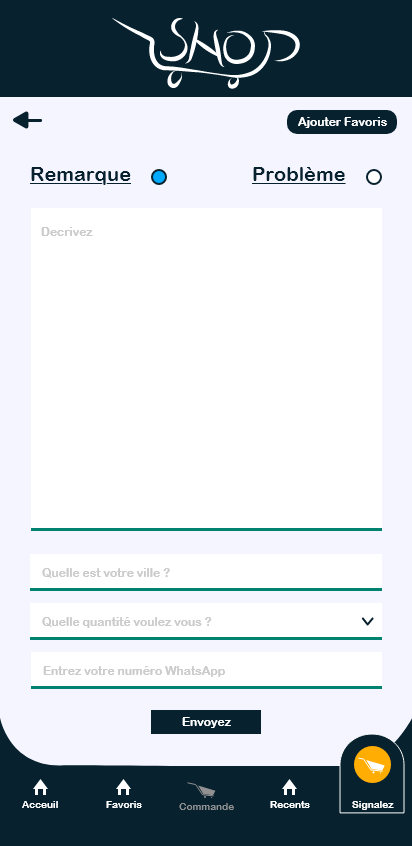 SHOP
Ajouter Favoris
Remarque
Problème
Decrivez
Quelle est votre ville ?
Quelle quantité voulez vous ?
Entrez votre numéro WhatsApp
Envoyez
Acceuil
Favoris
Commande
Recents
Signalez